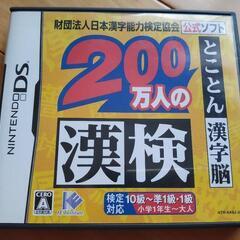 財団法人日本漢字能力検定協会 公式ソフト
200
万人の
漢検
とことん漢字脳
NINTENDO DS
検定対応
10級~準1級・1級
小学1年生~大人
CERO
A